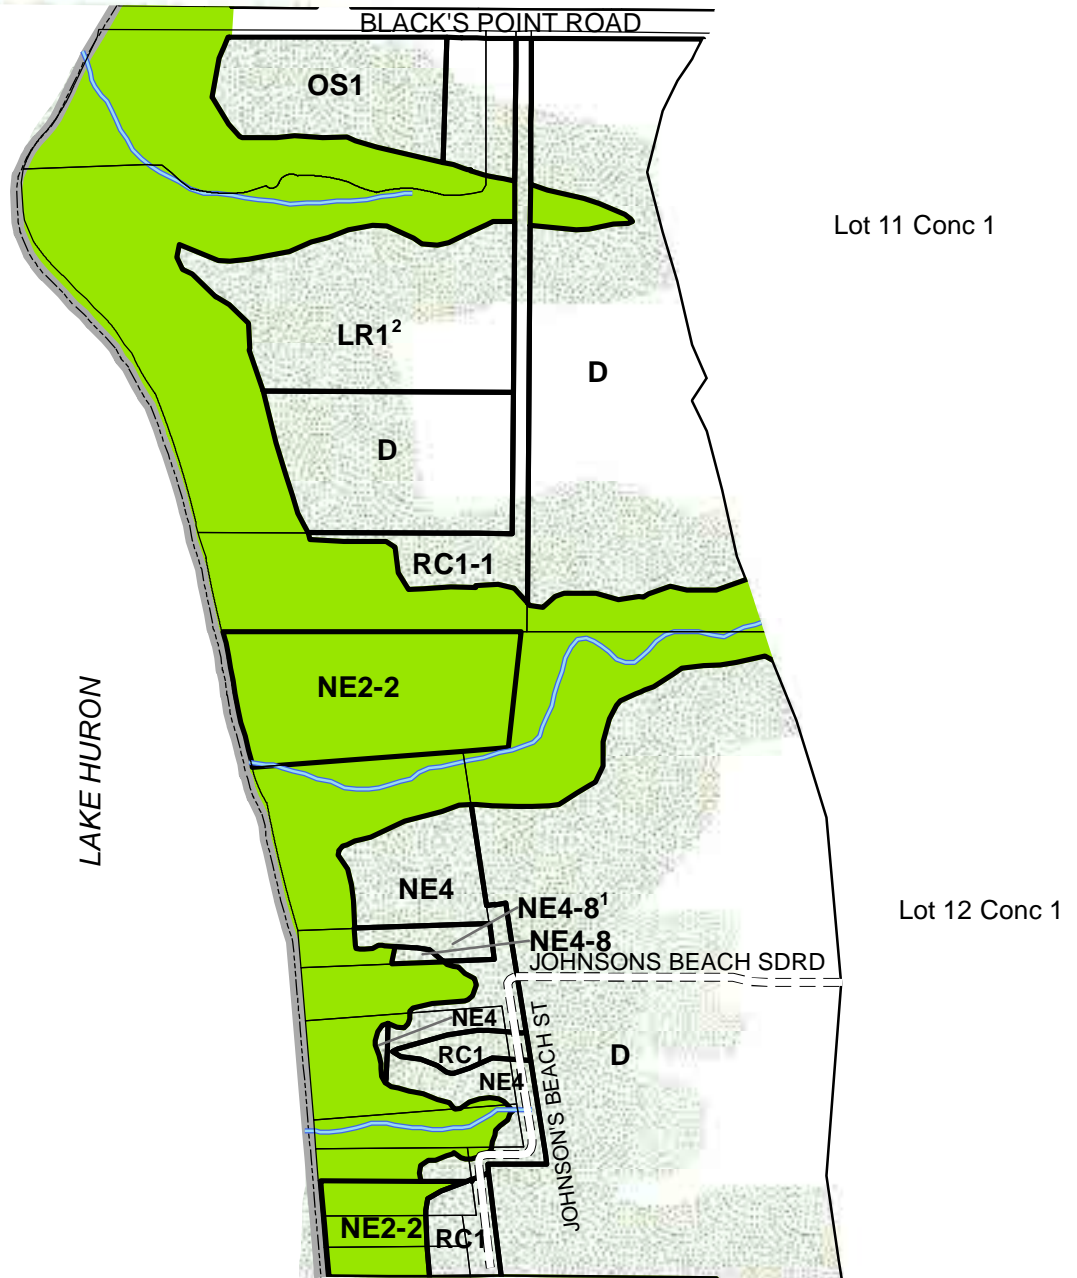 BLACK'S POINT ROAD
OS1
Lot 11 Conc 1
LR1²
D
D
RC1-1
NE2-2
LAKE HURON
NE4
NE4-8¹
NE4-8
Lot 12 Conc 1
JOHNSONS BEACH SDRD
NE4
RC1
D
NE4
JOHNSON'S BEACH ST
NE2-2
RC1